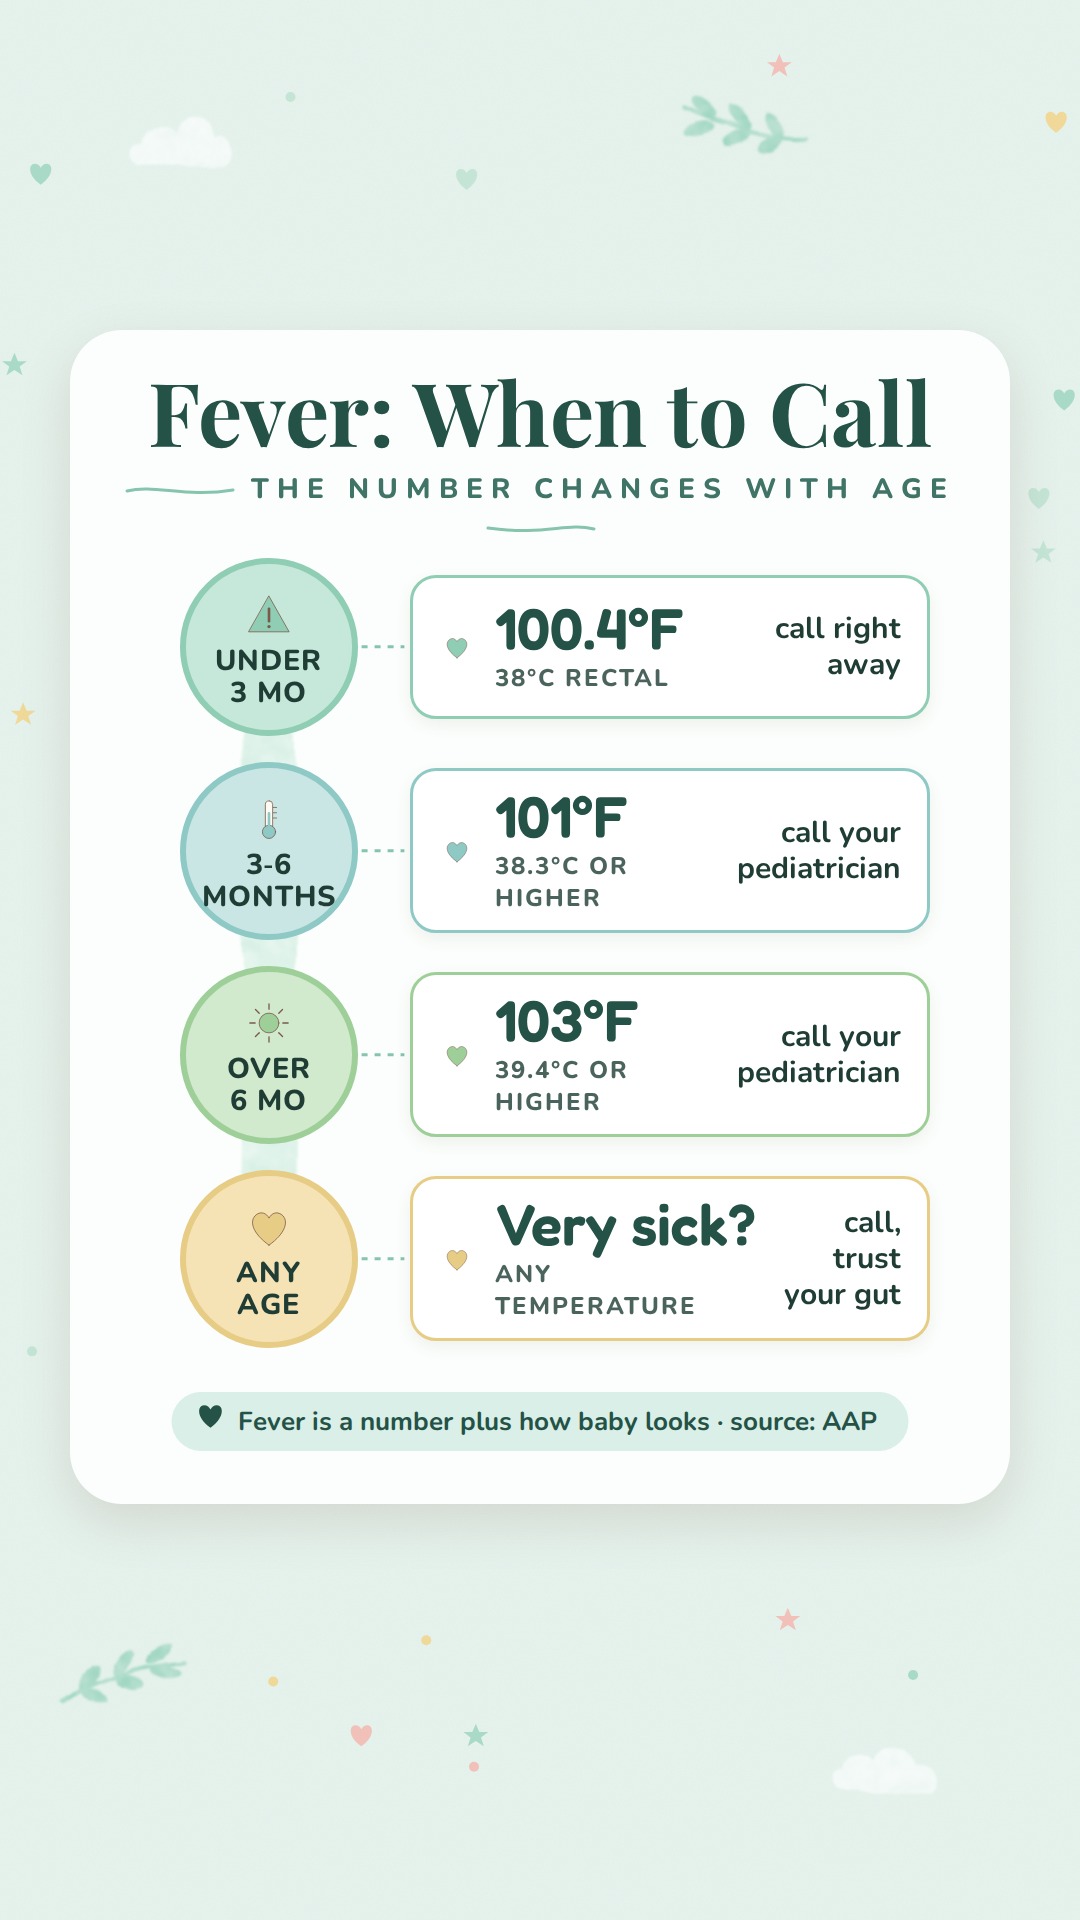 Fever: When to Call
THE NUMBER CHANGES WITH AGE
UNDER
3 MO
100.4°F
38°C RECTAL
call right
away
3-6
MONTHS
101°F
38.3°C OR
HIGHER
call your
pediatrician
OVER
6 MO
103°F
39.4°C OR
HIGHER
call your
pediatrician
ANY
AGE
Very sick?
ANY
TEMPERATURE
call,
trust
your gut
Fever is a number plus how baby looks · source: AAP